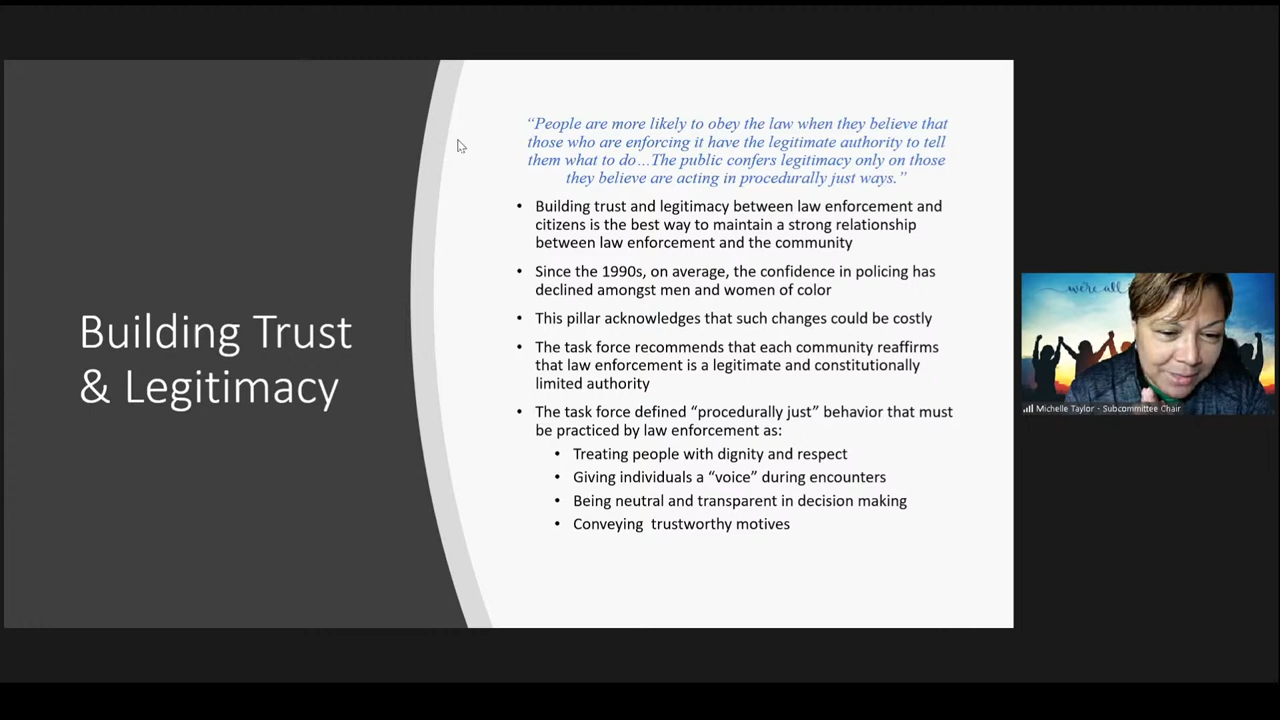 Building Trust
& Legitimacy
“People are more likely to obey the law when they believe that
those who are enforcing it have the legitimate authority to tell
them what to do…The public confers legitimacy only on those
they believe are acting in procedurally just ways.”
• Building trust and legitimacy between law enforcement and
citizens is the best way to maintain a strong relationship
between law enforcement and the community
• Since the 1990s, on average, the confidence in policing has
declined amongst men and women of color
• This pillar acknowledges that such changes could be costly
• The task force recommends that each community reaffirms
that law enforcement is a legitimate and constitutionally
limited authority
• The task force defined “procedurally just” behavior that must
be practiced by law enforcement as:
• Treating people with dignity and respect
• Giving individuals a “voice” during encounters
• Being neutral and transparent in decision making
• Conveying  trustworthy motives
we're all
Michelle Taylor - Subcommittee Chair